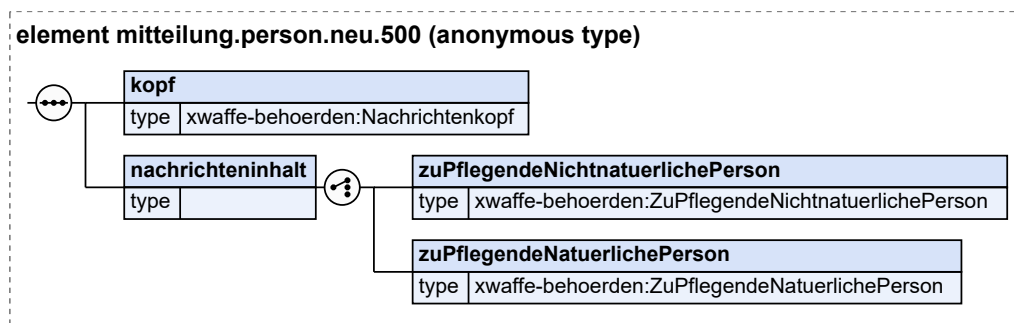 element mitteilung.person.neu.500 (anonymous type)
kopf
type xwaffe-behoerden:Nachrichtenkopf
nachrichteninhalt
type
zuPflegendeNichtnatuerlichePerson
type xwaffe-behoerden:ZuPflegendeNichtnatuerlichePerson
zuPflegendeNatuerlichePerson
type xwaffe-behoerden:ZuPflegendeNatuerlichePerson